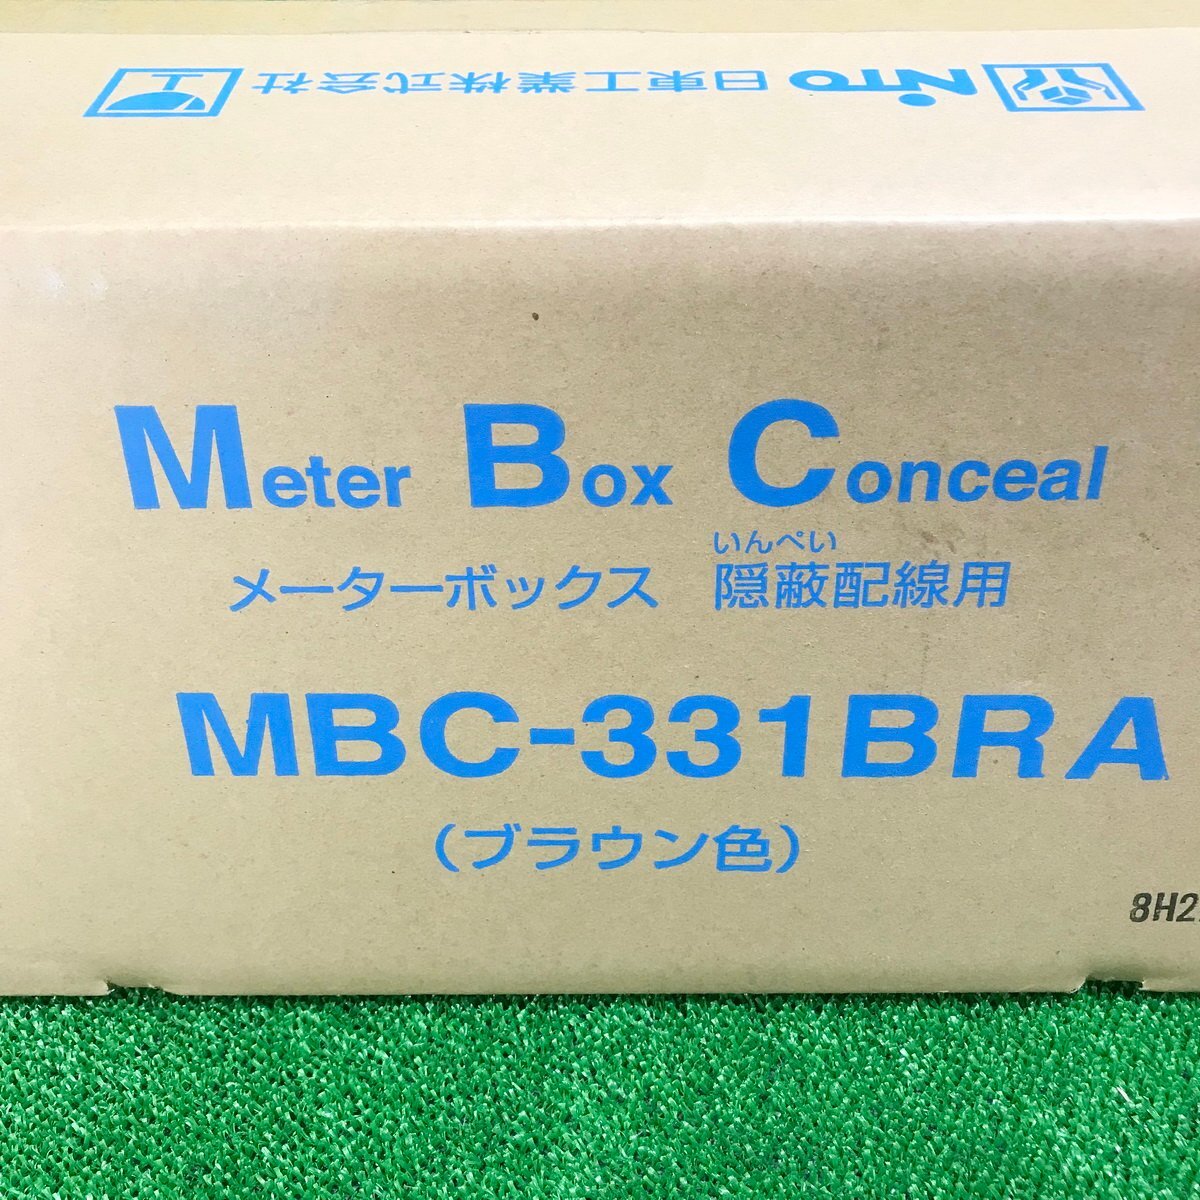 NITO 日東工業株式会社
Meter Box Conceal
いんぺい
メーターボックス 隠蔽配線用
MBC-331BRA
（ブラウン色）